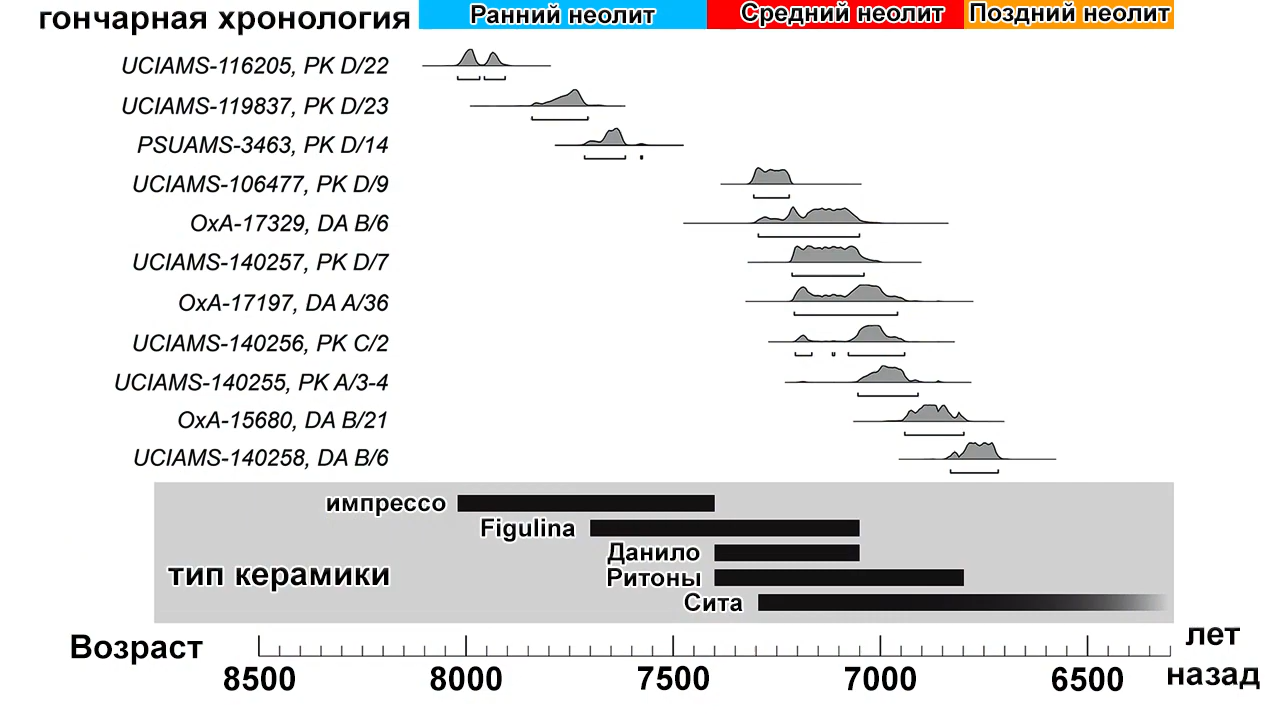 гончарная хронология Ранний неолит Средний неолит Поздний неолит
UCIAMS-116205, PK D/22
UCIAMS-119837, PK D/23
PSUAMS-3463, PK D/14
UCIAMS-106477, PK D/9
OxA-17329, DA B/6
UCIAMS-140257, PK D/7
OxA-17197, DA A/36
UCIAMS-140256, PK C/2
UCIAMS-140255, PK A/3-4
OxA-15680, DA B/21
UCIAMS-140258, DA B/6
импрессо
Figulina
Данило
тип керамики
Ритоны
Сита
Возраст
8500 8000 7500 7000 6500
лет
назад